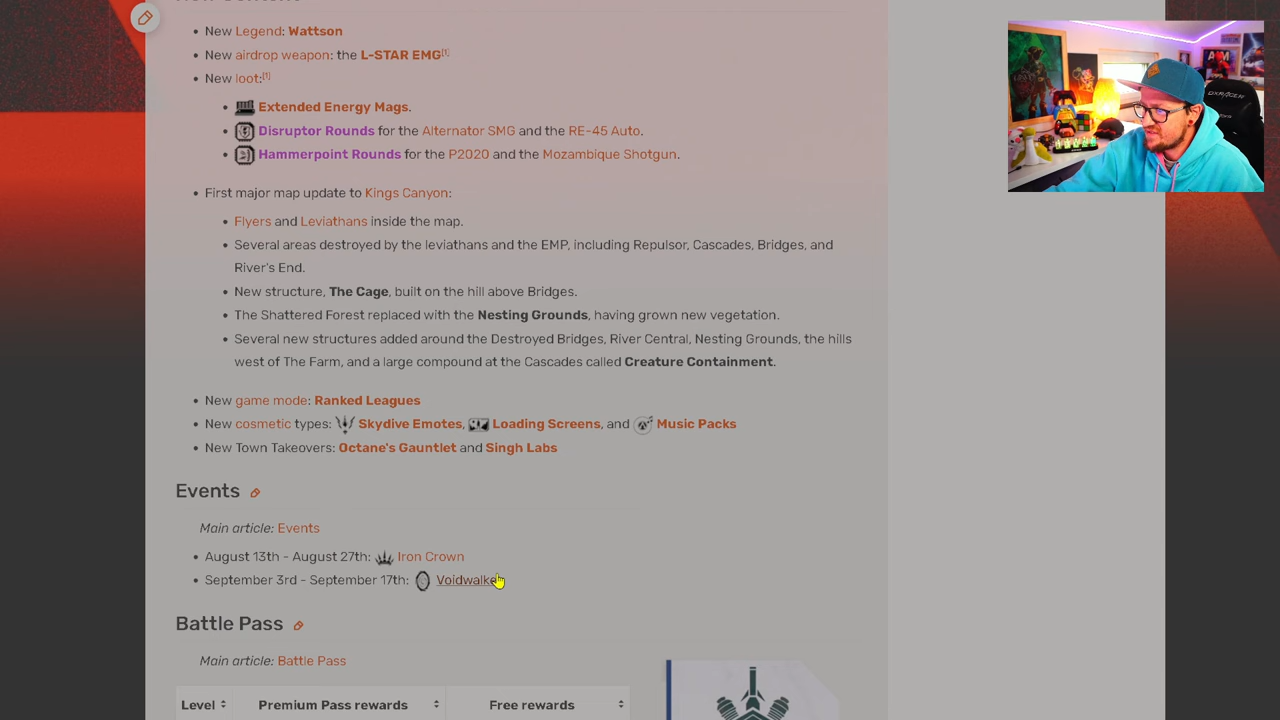 New Legend: Wattson
New airdrop weapon: the L-STAR EMG[1]
New loot:[1]
Extended Energy Mags.
Disruptor Rounds for the Alternator SMG and the RE-45 Auto.
Hammerpoint Rounds for the P2020 and the Mozambique Shotgun.
First major map update to Kings Canyon:
Flyers and Leviathans inside the map.
Several areas destroyed by the leviathans and the EMP, including Repulsor, Cascades, Bridges, and
River's End.
New structure, The Cage, built on the hill above Bridges.
The Shattered Forest replaced with the Nesting Grounds, having grown new vegetation.
Several new structures added around the Destroyed Bridges, River Central, Nesting Grounds, the hills
west of The Farm, and a large compound at the Cascades called Creature Containment.
New game mode: Ranked Leagues
New cosmetic types: Skydive Emotes, Loading Screens, and Music Packs
New Town Takeovers: Octane's Gauntlet and Singh Labs
Events
Main article: Events
August 13th - August 27th: Iron Crown
September 3rd - September 17th:
Battle Pass
Main article: Battle Pass
Level Premium Pass rewards Free rewards